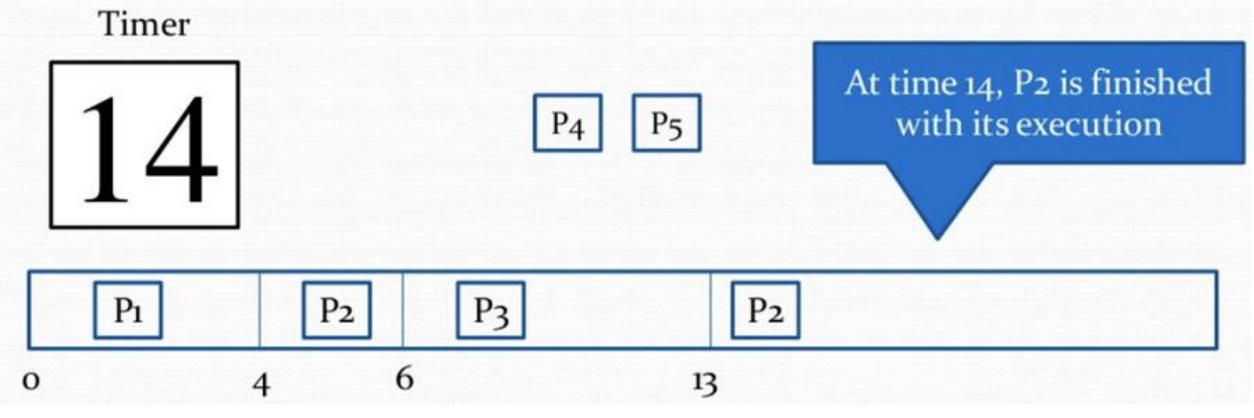 Timer
14
P4 P5
At time 14, P2 is finished
with its execution
P1 P2 P3 P2
0 4 6 13